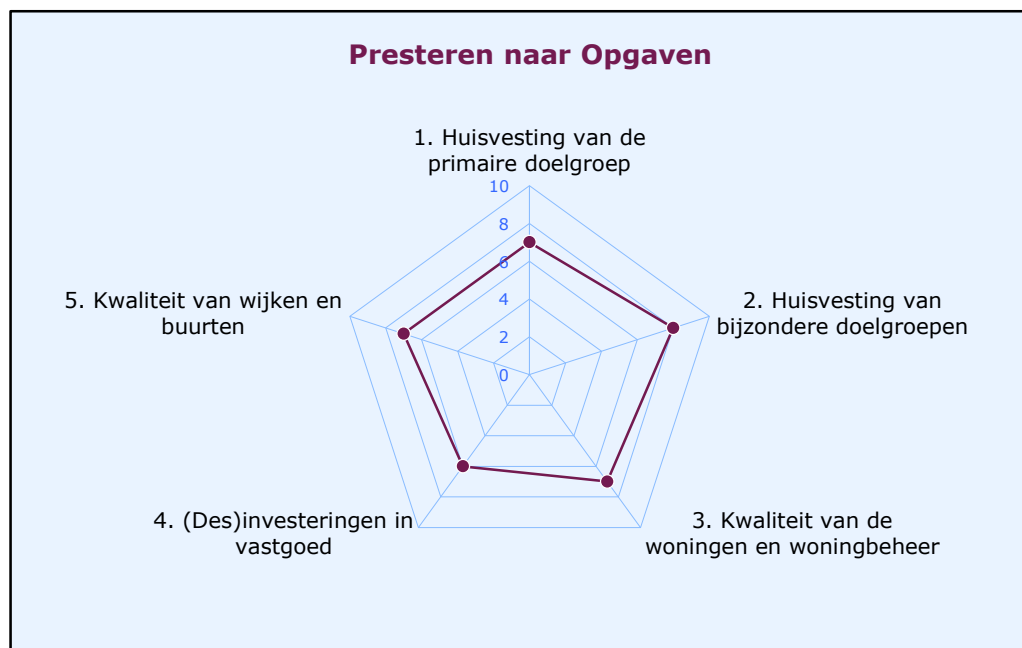 Presteren naar Opgaven
1. Huisvesting van de
primaire doelgroep
10
8
6
4
2
0
5. Kwaliteit van wijken en
buurten
2. Huisvesting van
bijzondere doelgroepen
4. (Des)investeringen in
vastgoed
3. Kwaliteit van de
woningen en woningbeheer